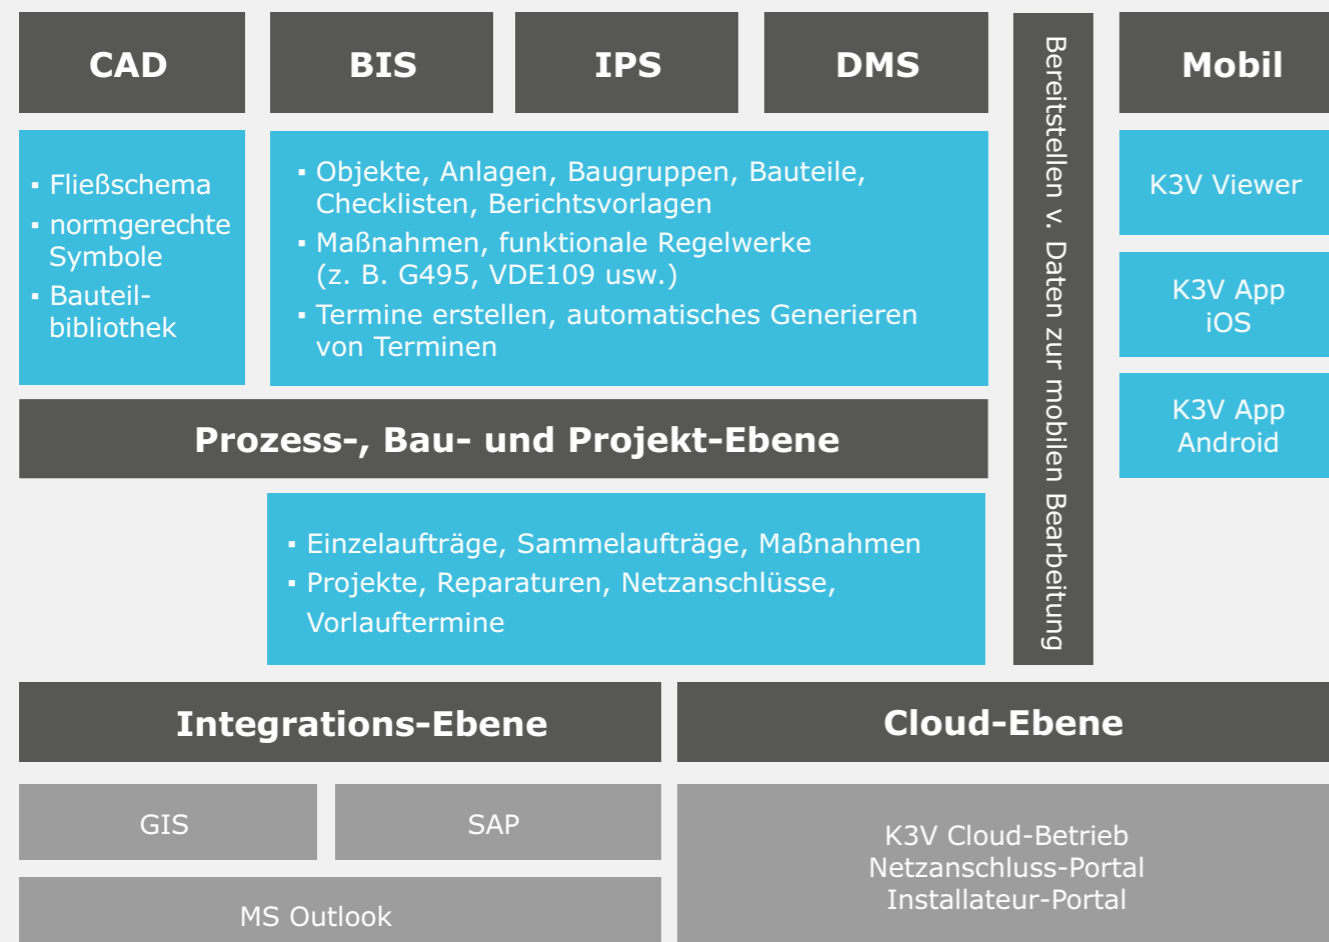 CAD
BIS
IPS
DMS
▪ Fließschema
▪ normgerechte
Symbole
▪ Bauteil-
bibliothek
▪ Objekte, Anlagen, Baugruppen, Bauteile,
Checklisten, Berichtsvorlagen
▪ Maßnahmen, funktionale Regelwerke
(z. B. G495, VDE109 usw.)
▪ Termine erstellen, automatisches Generieren
von Terminen
Prozess-, Bau- und Projekt-Ebene
▪ Einzelaufträge, Sammelaufträge, Maßnahmen
▪ Projekte, Reparaturen, Netzanschlüsse,
Vorlauftermine
Bereitstellen v. Daten zur mobilen Bearbeitung
Mobil
K3V Viewer
K3V App
iOS
K3V App
Android
Integrations-Ebene
GIS
SAP
MS Outlook
Cloud-Ebene
K3V Cloud-Betrieb
Netzanschluss-Portal
Installateur-Portal